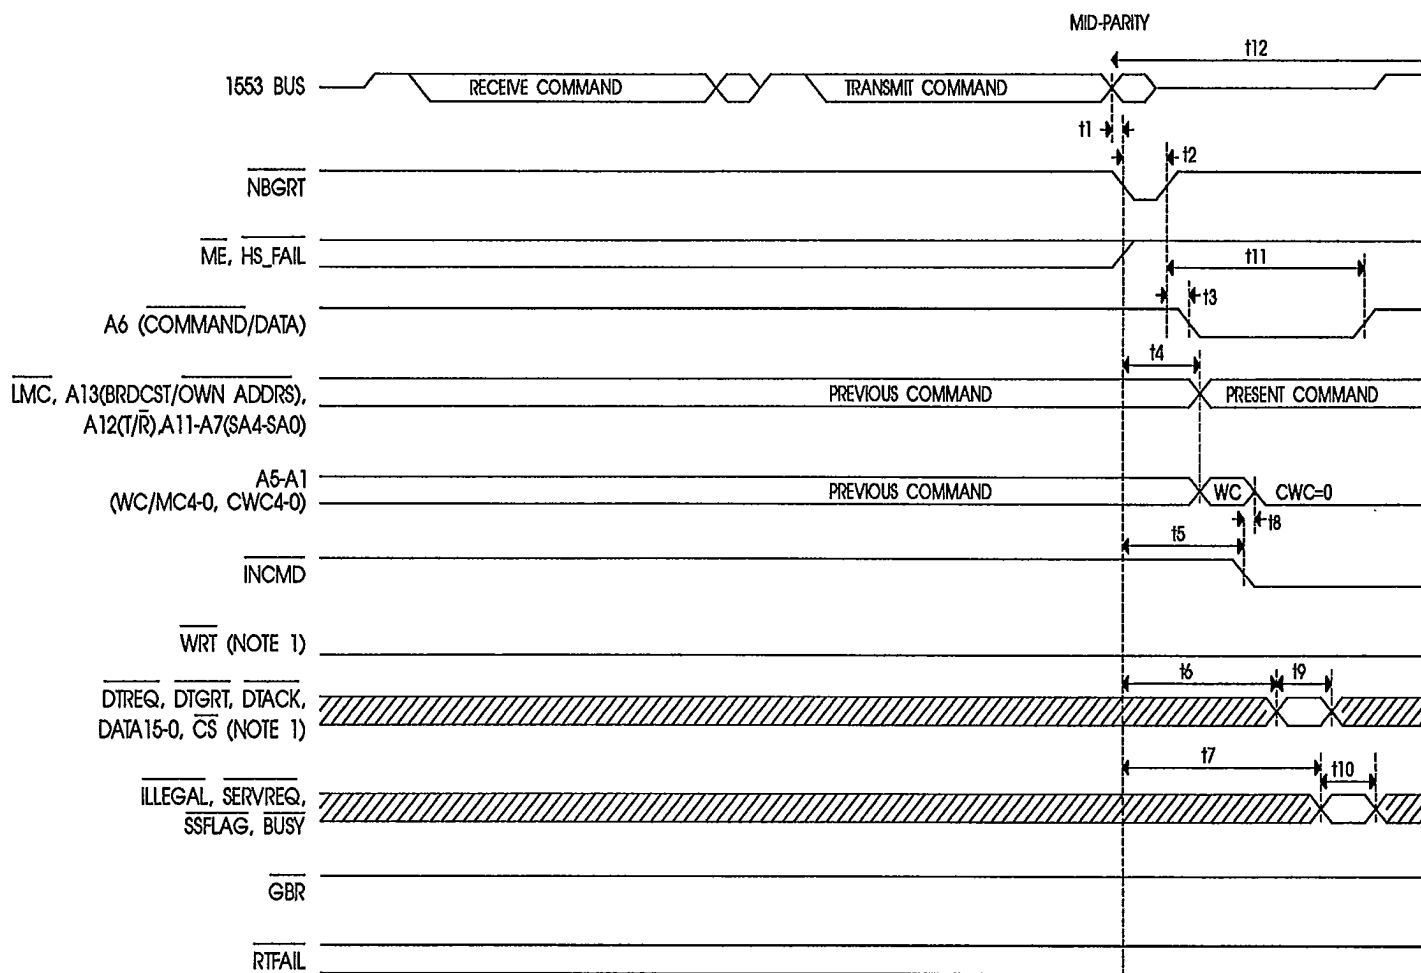 MID-PARITY
t12
1553 BUS
RECEIVE COMMAND
TRANSMIT COMMAND
t1
t2
NBGRT
ME, HS_FAIL
t11
A6 (COMMAND/DATA)
t3
t4
LMC, A13(BRDCST/OWN ADDRS),
A12(T/R),A11-A7(SA4-SA0)
PREVIOUS COMMAND
PRESENT COMMAND
A5-A1
(WC/MC4-0, CWC4-0)
PREVIOUS COMMAND
WC
CWC=0
t8
t5
INCMD
WRT (NOTE 1)
t6
t9
DTREQ, DTGRT, DTACK,
DATA15-0, CS (NOTE 1)
t7
t10
ILLEGAL, SERVREQ,
SSFLAG, BUSY
GBR
RTFAIL